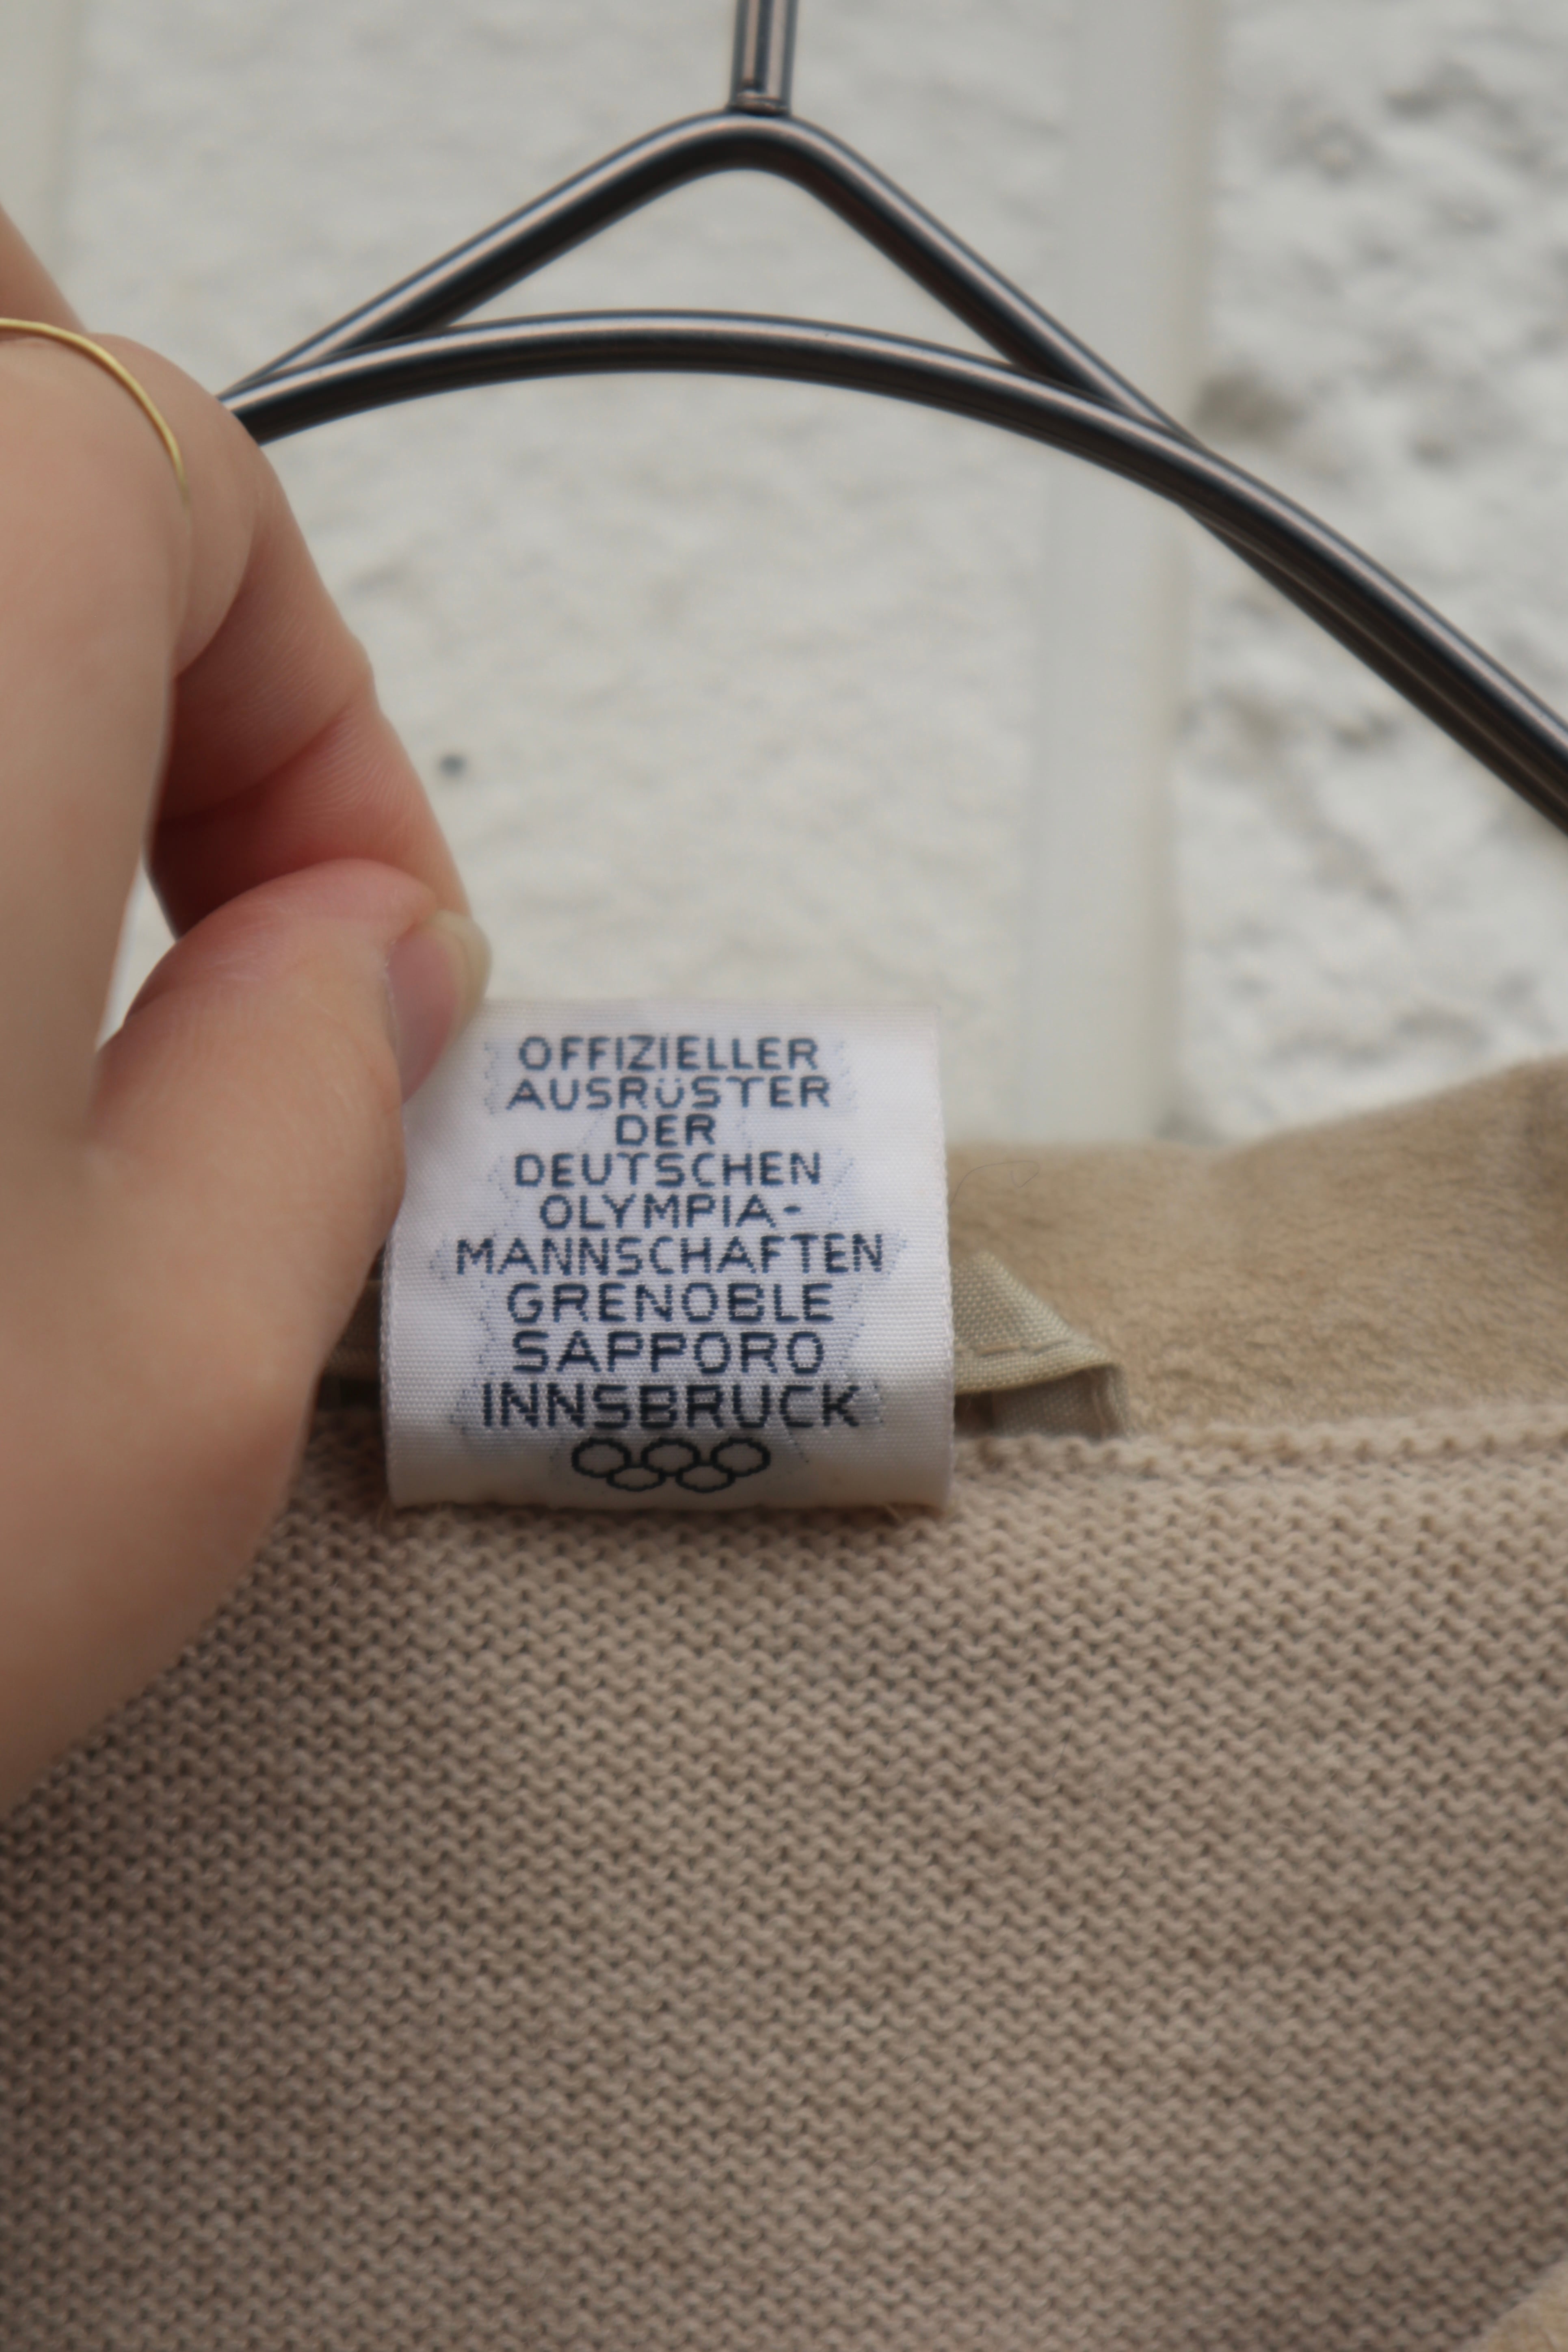 OFFIZIELLER
AUSRÜSTER
DER
DEUTSCHEN
OLYMPIA-
MANNSCHAFTEN
GRENOBLE
SAPPORO
INNSBRUCK